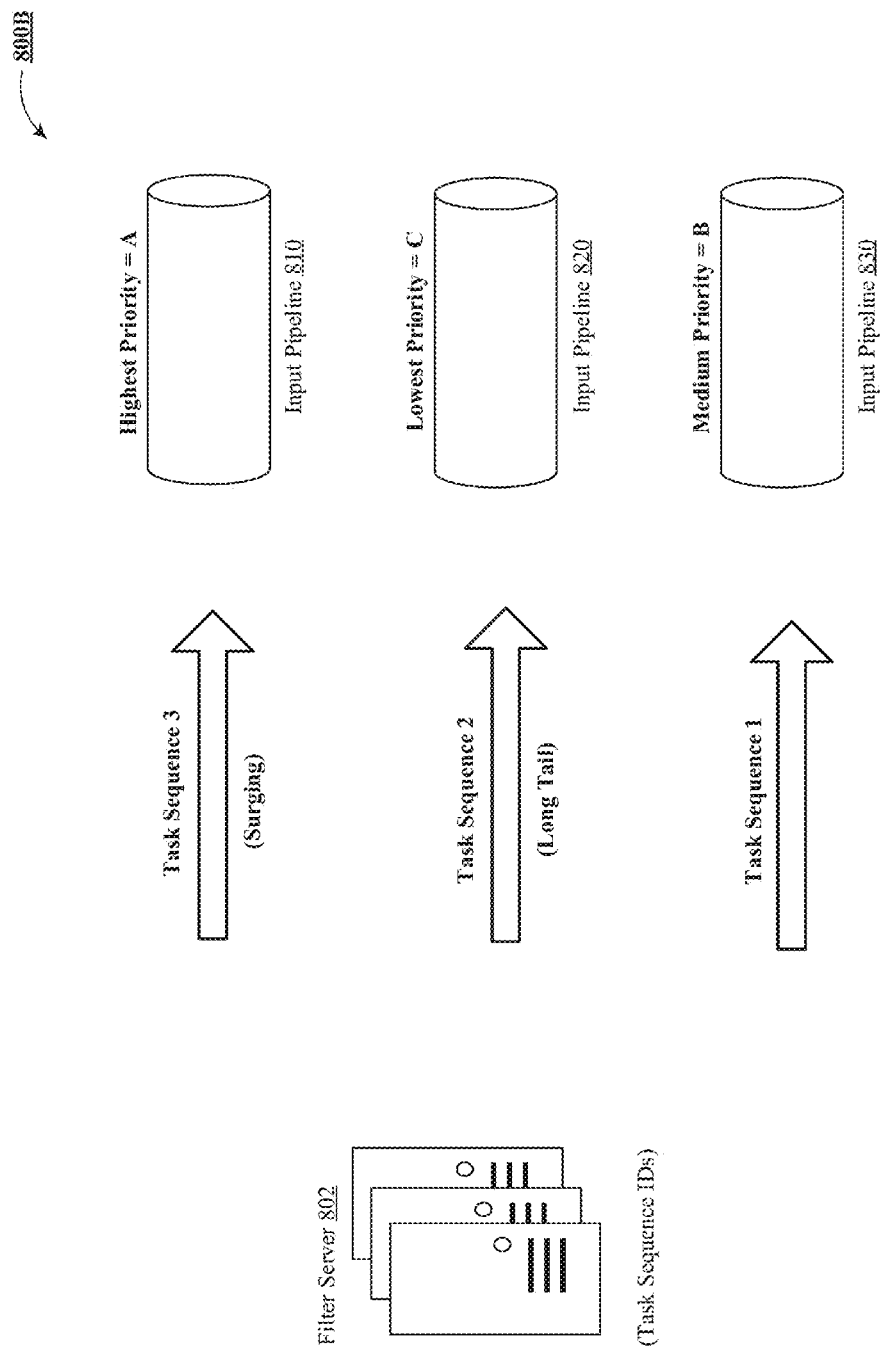 800B
Filter Server 802
(Task Sequence IDs)
Task Sequence 3
(Surging)
Highest Priority = A
Input Pipeline 810
Task Sequence 2
(Long Tail)
Lowest Priority = C
Input Pipeline 820
Task Sequence 1
Medium Priority = B
Input Pipeline 830